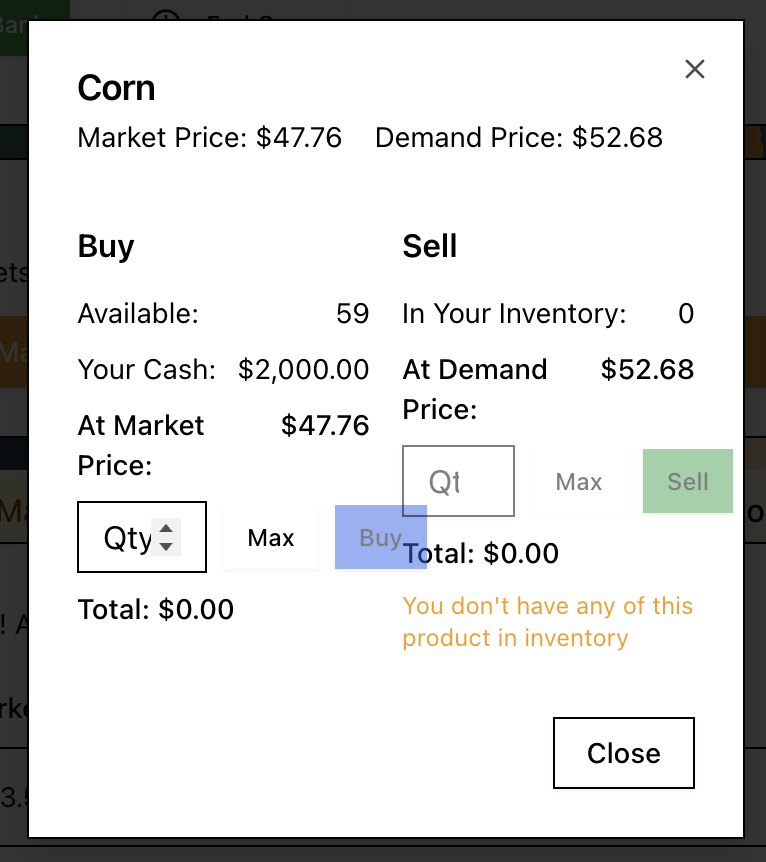 Corn
Market Price: $47.76 Demand Price: $52.68
Buy
Available: 59
Your Cash: $2,000.00
At Market $47.76
Price:
Qty Max Buy
Total: $0.00
Sell
In Your Inventory: 0
At Demand $52.68
Price:
Qt Max Sell
Total: $0.00
You don't have any of this
product in inventory
Close